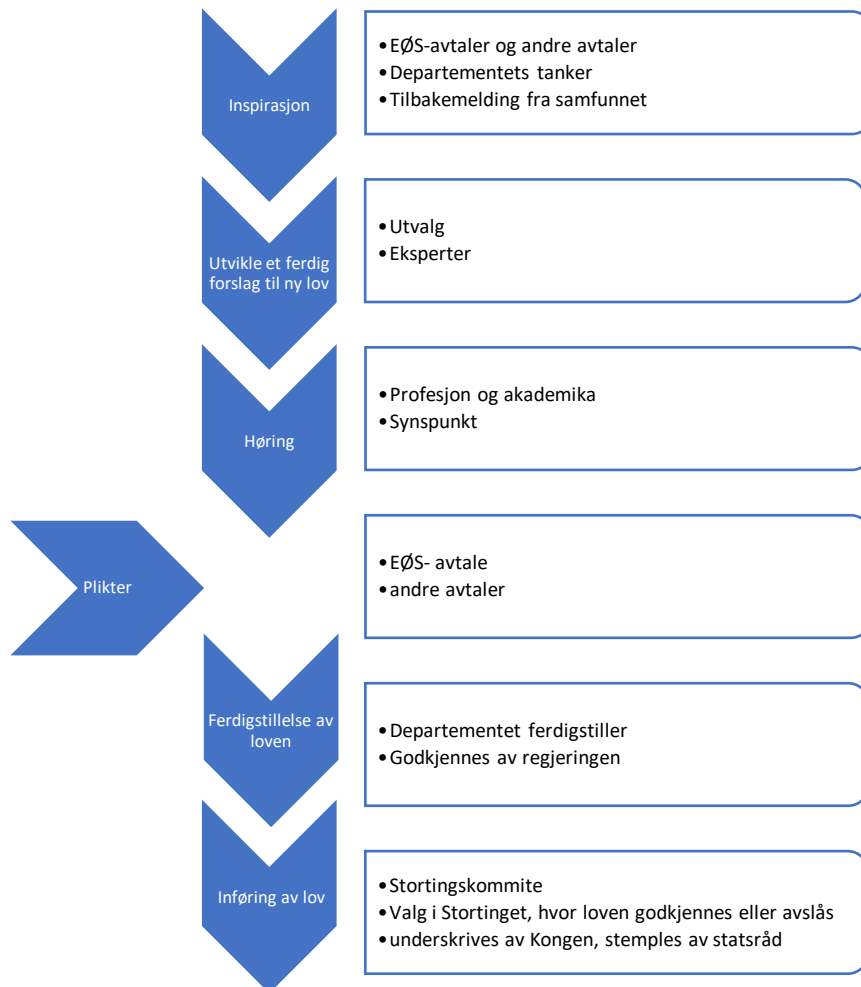 Inspirasjon
•EØS-avtaler og andre avtaler
•Departementets tanker
•Tilbakemelding fra samfunnet
Utvikle et ferdig
forslag til ny lov
•Utvalg
•Eksperter
Høring
•Profesjon og akademika
•Synspunkt
Plikter
•EØS- avtale
•andre avtaler
Ferdigstillelse av
loven
•Departementet ferdigstiller
•Godkjennes av regjeringen
Inføring av lov
•Stortingskommite
•Valg i Stortinget, hvor loven godkjennes eller avslås
•underskrives av Kongen, stemples av statsråd